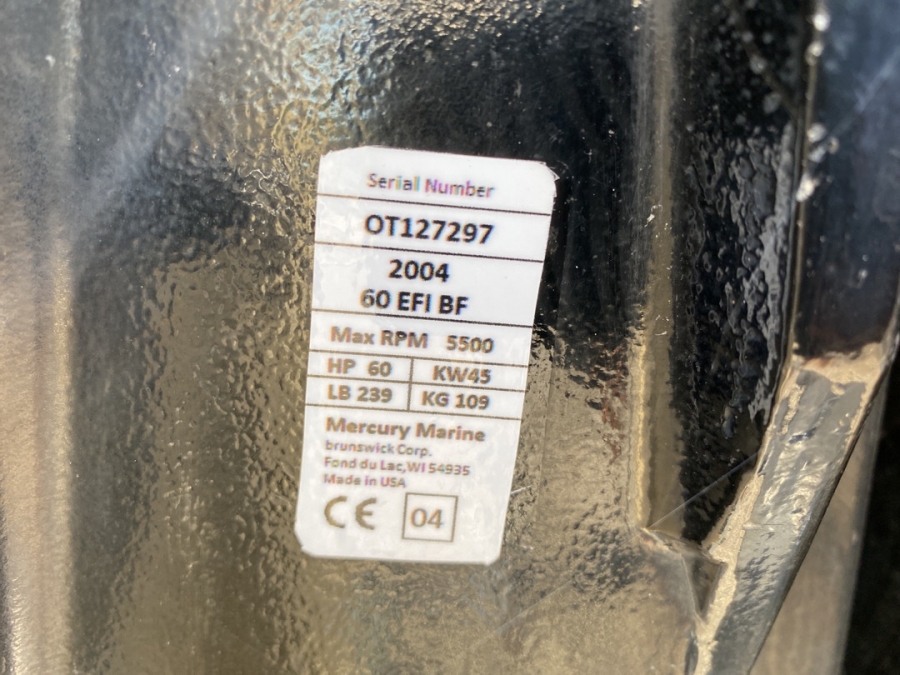 Serial Number
OT127297
2004
60 EFI BF
Max RPM 5500
HP 60 KW45
LB 239 KG 109
Mercury Marine
brunswick Corp.
Fond du Lac,WI 54935
Made in USA
CE 04